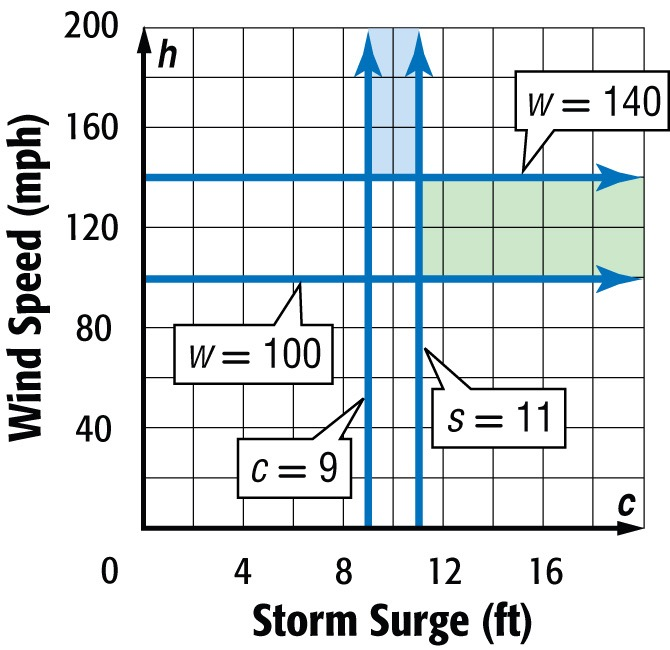 200
h
w = 140
160
120
Wind Speed (mph)
80
w = 100
s = 11
40
c = 9
c
0 4 8 12 16
Storm Surge (ft)